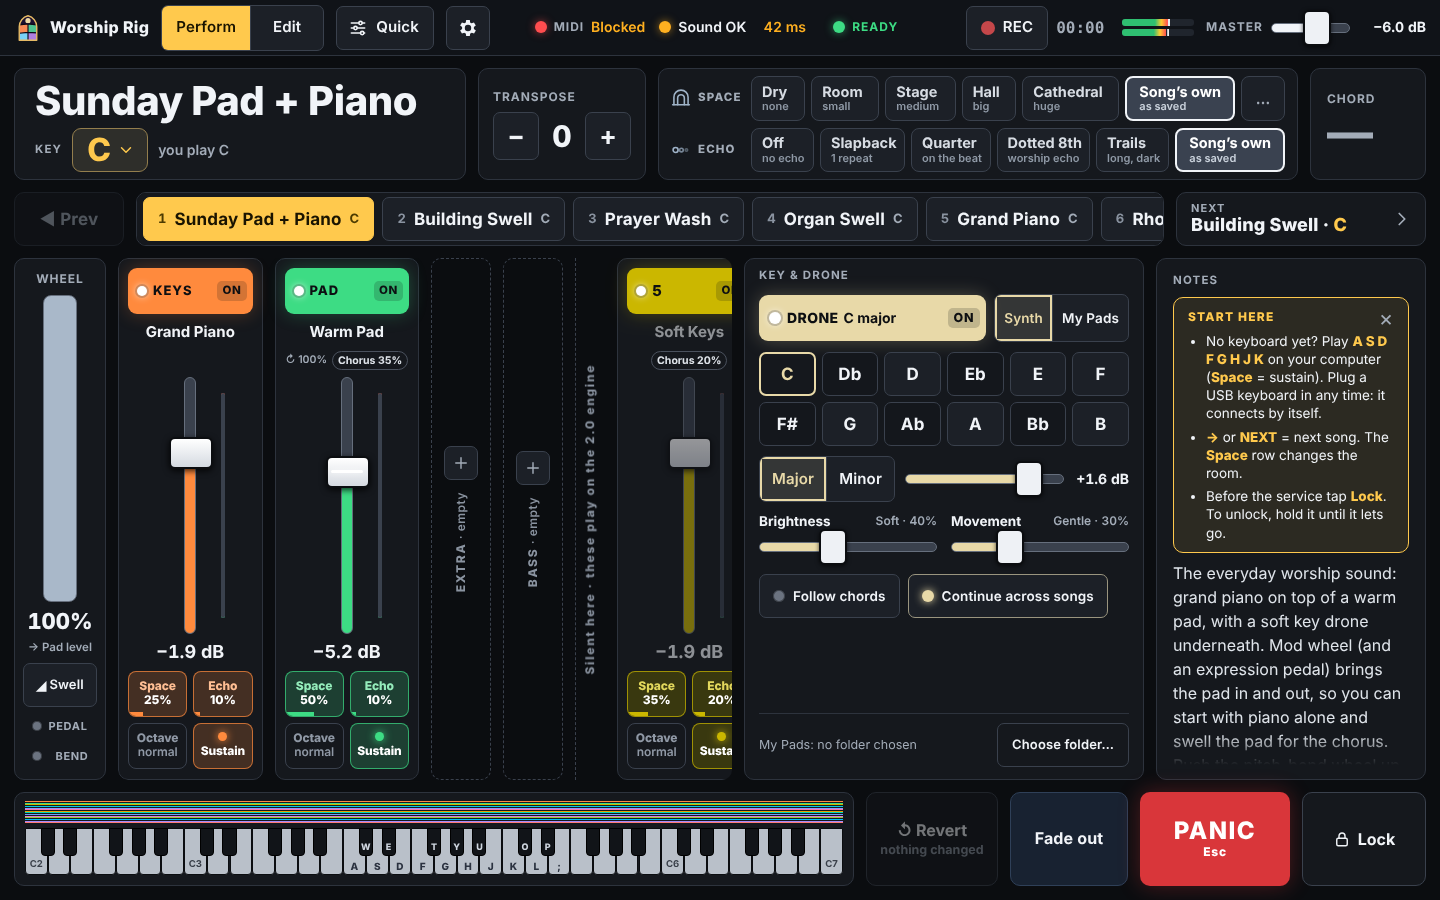 Worship Rig
Perform
Edit
Quick
MIDI Blocked
Sound OK
42 ms
READY
REC
00:00
MASTER
−6.0 dB
Sunday Pad + Piano
KEY
C
you play C
TRANSPOSE
−
0
+
SPACE
Dry
none
Room
small
Stage
medium
Hall
big
Cathedral
huge
Song’s own
as saved
...
ECHO
Off
no echo
Slapback
1 repeat
Quarter
on the beat
Dotted 8th
worship echo
Trails
long, dark
Song’s own
as saved
CHORD
◀ Prev
1 Sunday Pad + Piano C
2 Building Swell C
3 Prayer Wash C
4 Organ Swell C
5 Grand Piano C
6 Rho
NEXT
Building Swell · C
WHEEL
100%
→ Pad level
Swell
PEDAL
BEND
KEYS
ON
Grand Piano
−1.9 dB
Space
25%
Echo
10%
Octave
normal
Sustain
PAD
ON
Warm Pad
100%
Chorus 35%
−5.2 dB
Space
50%
Echo
10%
Octave
normal
Sustain
+
EXTRA · empty
+
BASS · empty
Silent here · these play on the 2.0 engine
5
Soft Keys
Chorus 20%
−1.9 dB
Space
35%
Echo
20%
Octave
normal
Susta
KEY & DRONE
DRONE C major
ON
Synth
My Pads
C
Db
D
Eb
E
F
F#
G
Ab
A
Bb
B
Major
Minor
+1.6 dB
Brightness
Soft · 40%
Movement
Gentle · 30%
Follow chords
Continue across songs
My Pads: no folder chosen
Choose folder...
NOTES
START HERE
• No keyboard yet? Play A S D
F G H J K on your computer
(Space = sustain). Plug a
USB keyboard in any time: it
connects by itself.
• → or NEXT = next song. The
Space row changes the
room.
• Before the service tap Lock.
To unlock, hold it until it lets
go.
The everyday worship sound:
grand piano on top of a warm
pad, with a soft key drone
underneath. Mod wheel (and
an expression pedal) brings
the pad in and out, so you can
start with piano alone and
swell the pad for the chorus.
W E T Y U O P
C2 C3 A S D F G H J K L ; C6 C7
Revert
nothing changed
Fade out
PANIC
Esc
Lock